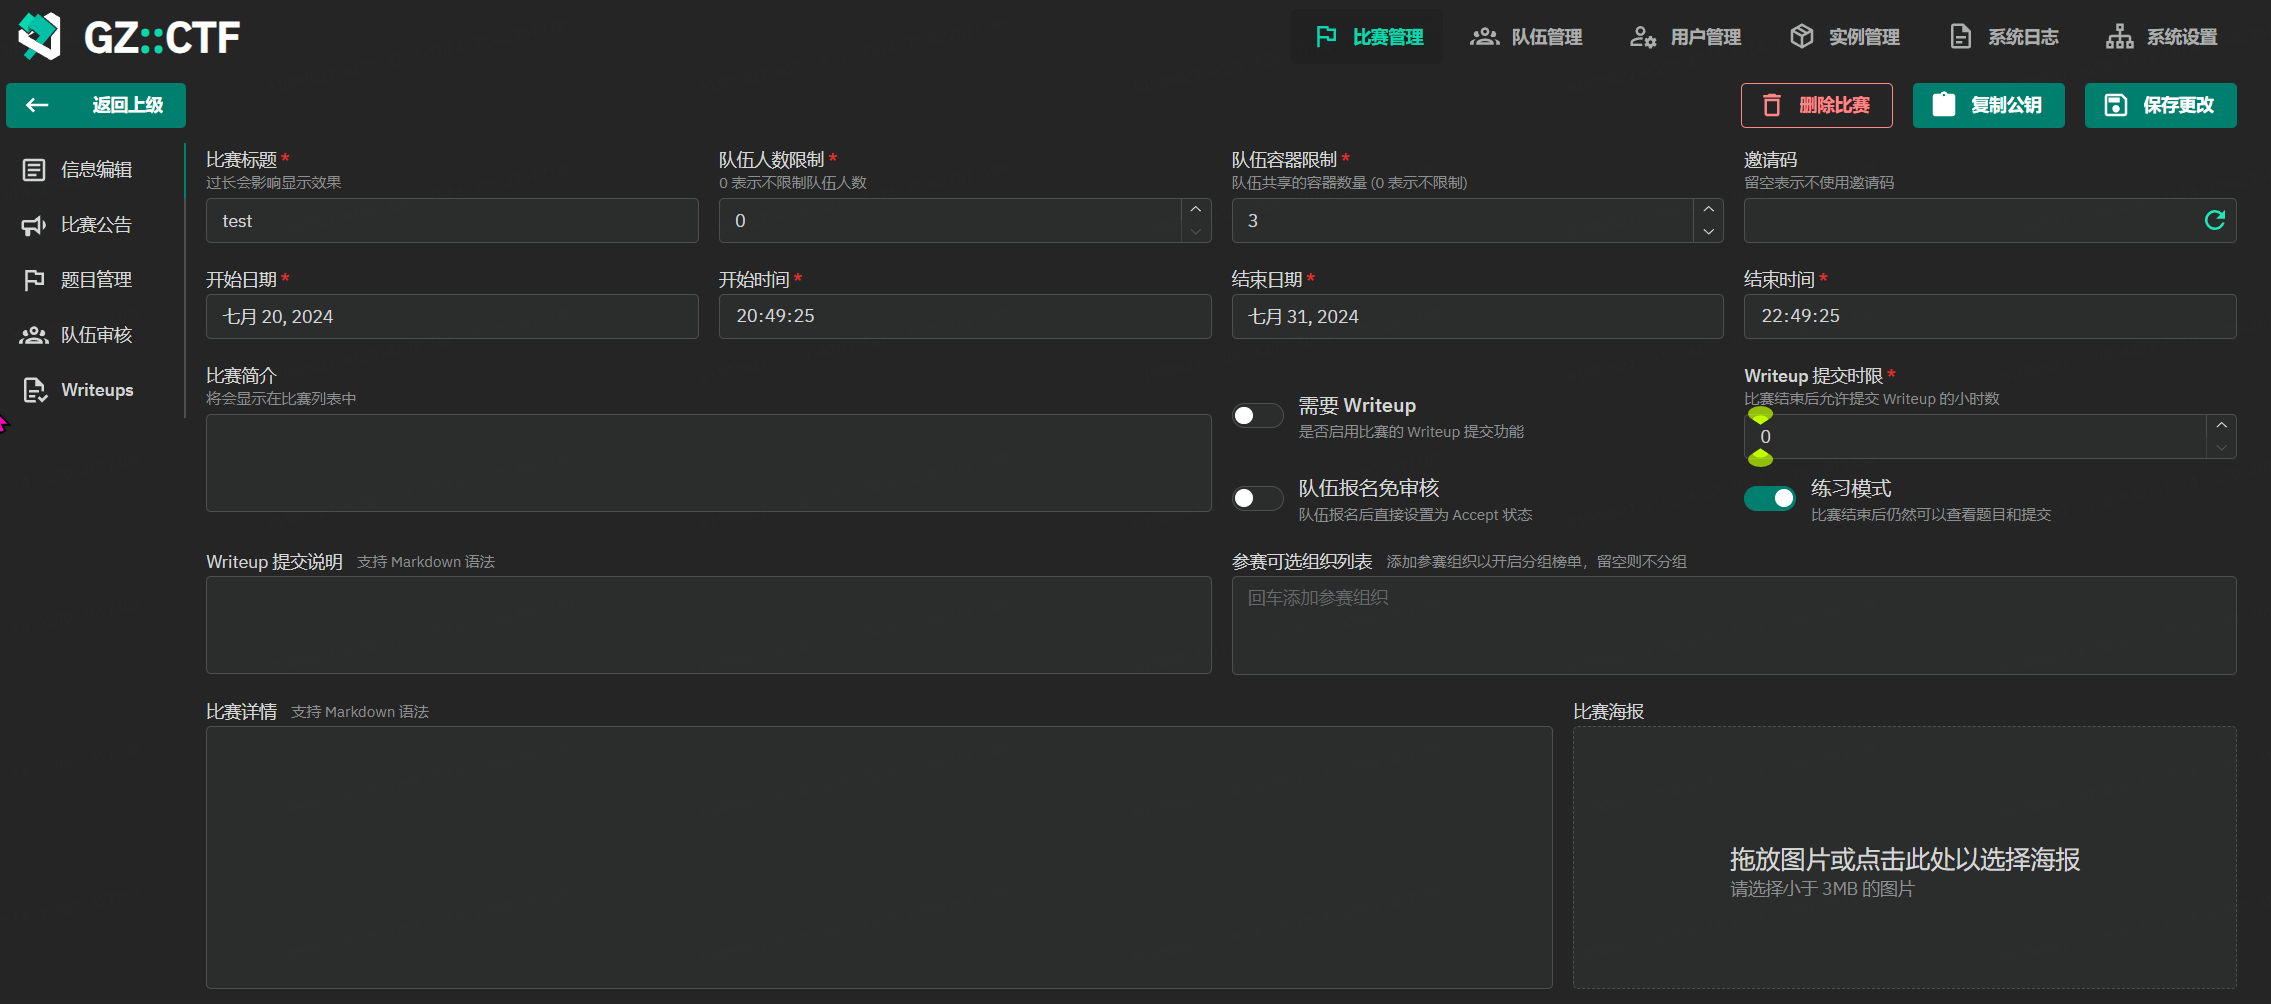 GZ::CTF
比赛管理
队伍管理
用户管理
实例管理
系统日志
系统设置
返回上级
删除比赛
复制公钥
保存更改
信息编辑
比赛公告
题目管理
队伍审核
Writeups
比赛标题 *
过长会影响显示效果
test
队伍人数限制 *
0 表示不限制队伍人数
0
队伍容器限制 *
队伍共享的容器数量 (0 表示不限制)
3
邀请码
留空表示不使用邀请码
开始日期 *
七月 20, 2024
开始时间 *
20:49:25
结束日期 *
七月 31, 2024
结束时间 *
22:49:25
比赛简介
将会显示在比赛列表中
需要 Writeup
是否启用比赛的 Writeup 提交功能
Writeup 提交时限 *
比赛结束后允许提交 Writeup 的小时数
0
队伍报名免审核
队伍报名后直接设置为 Accept 状态
练习模式
比赛结束后仍然可以查看题目和提交
Writeup 提交说明 支持 Markdown 语法
参赛可选组织列表 添加参赛组织以开启分组榜单，留空则不分组
回车添加参赛组织
比赛详情 支持 Markdown 语法
比赛海报
拖放图片或点击此处以选择海报
请选择小于 3MB 的图片